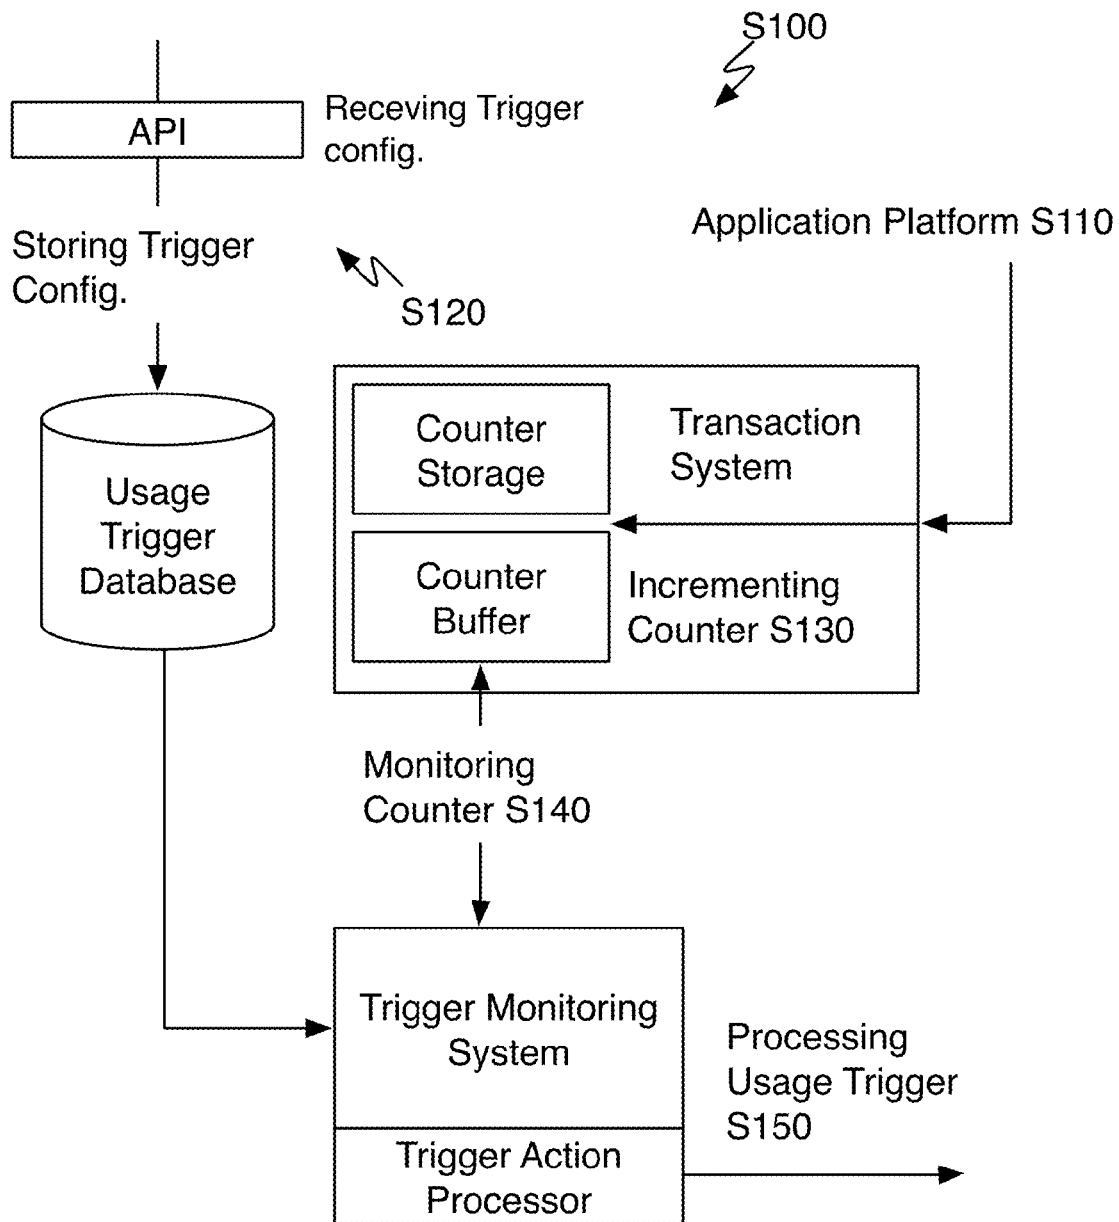 S100
API
Receving Trigger
config.
Application Platform S110
Storing Trigger
Config.
S120
Counter
Storage
Transaction
System
Usage
Trigger
Database
Counter
Buffer
Incrementing
Counter S130
Monitoring
Counter S140
Trigger Monitoring
System
Processing
Usage Trigger
S150
Trigger Action
Processor